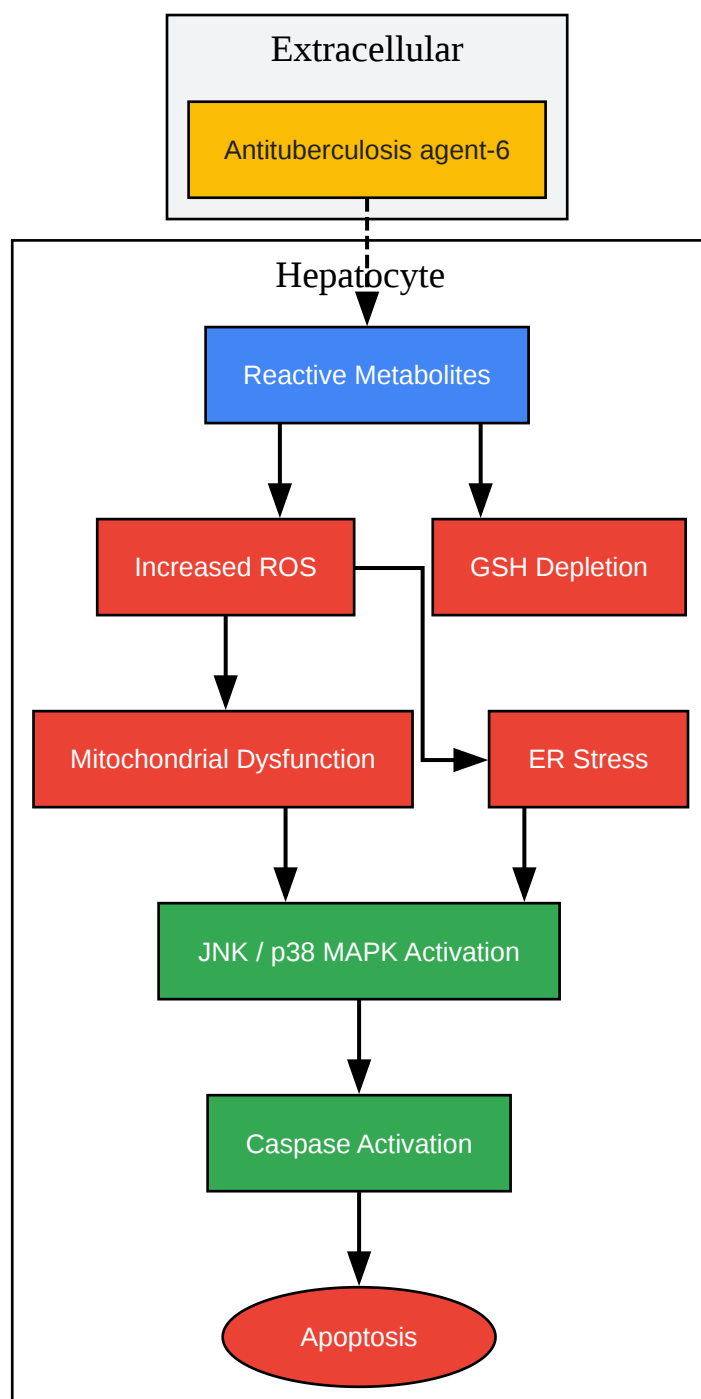 Extracellular
Antituberculosis agent-6
Hepatocyte
Reactive Metabolites
Increased ROS
GSH Depletion
Mitochondrial Dysfunction
ER Stress
JNK / p38 MAPK Activation
Caspase Activation
Apoptosis